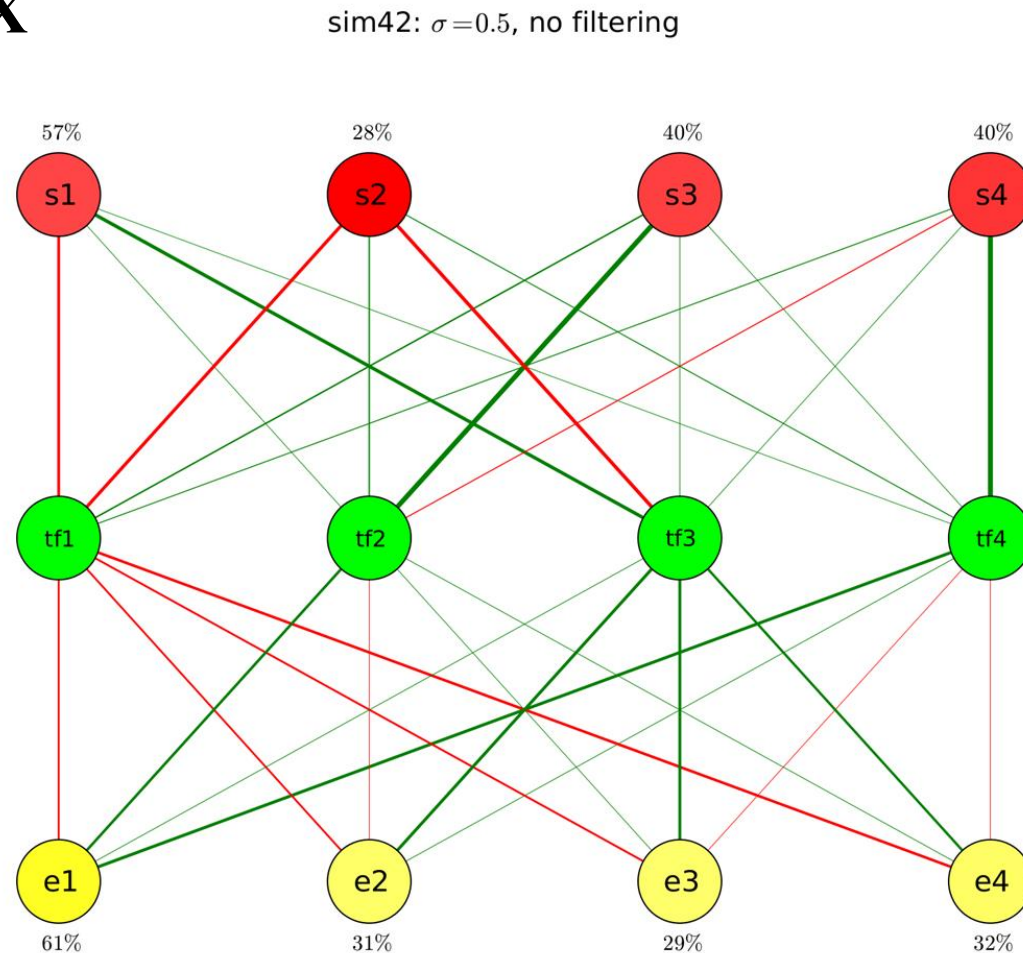 x
sim42: σ=0.5, no filtering
57% 28% 40% 40%
s1 s2 s3 s4
tf1 tf2 tf3 tf4
e1 e2 e3 e4
61% 31% 29% 32%